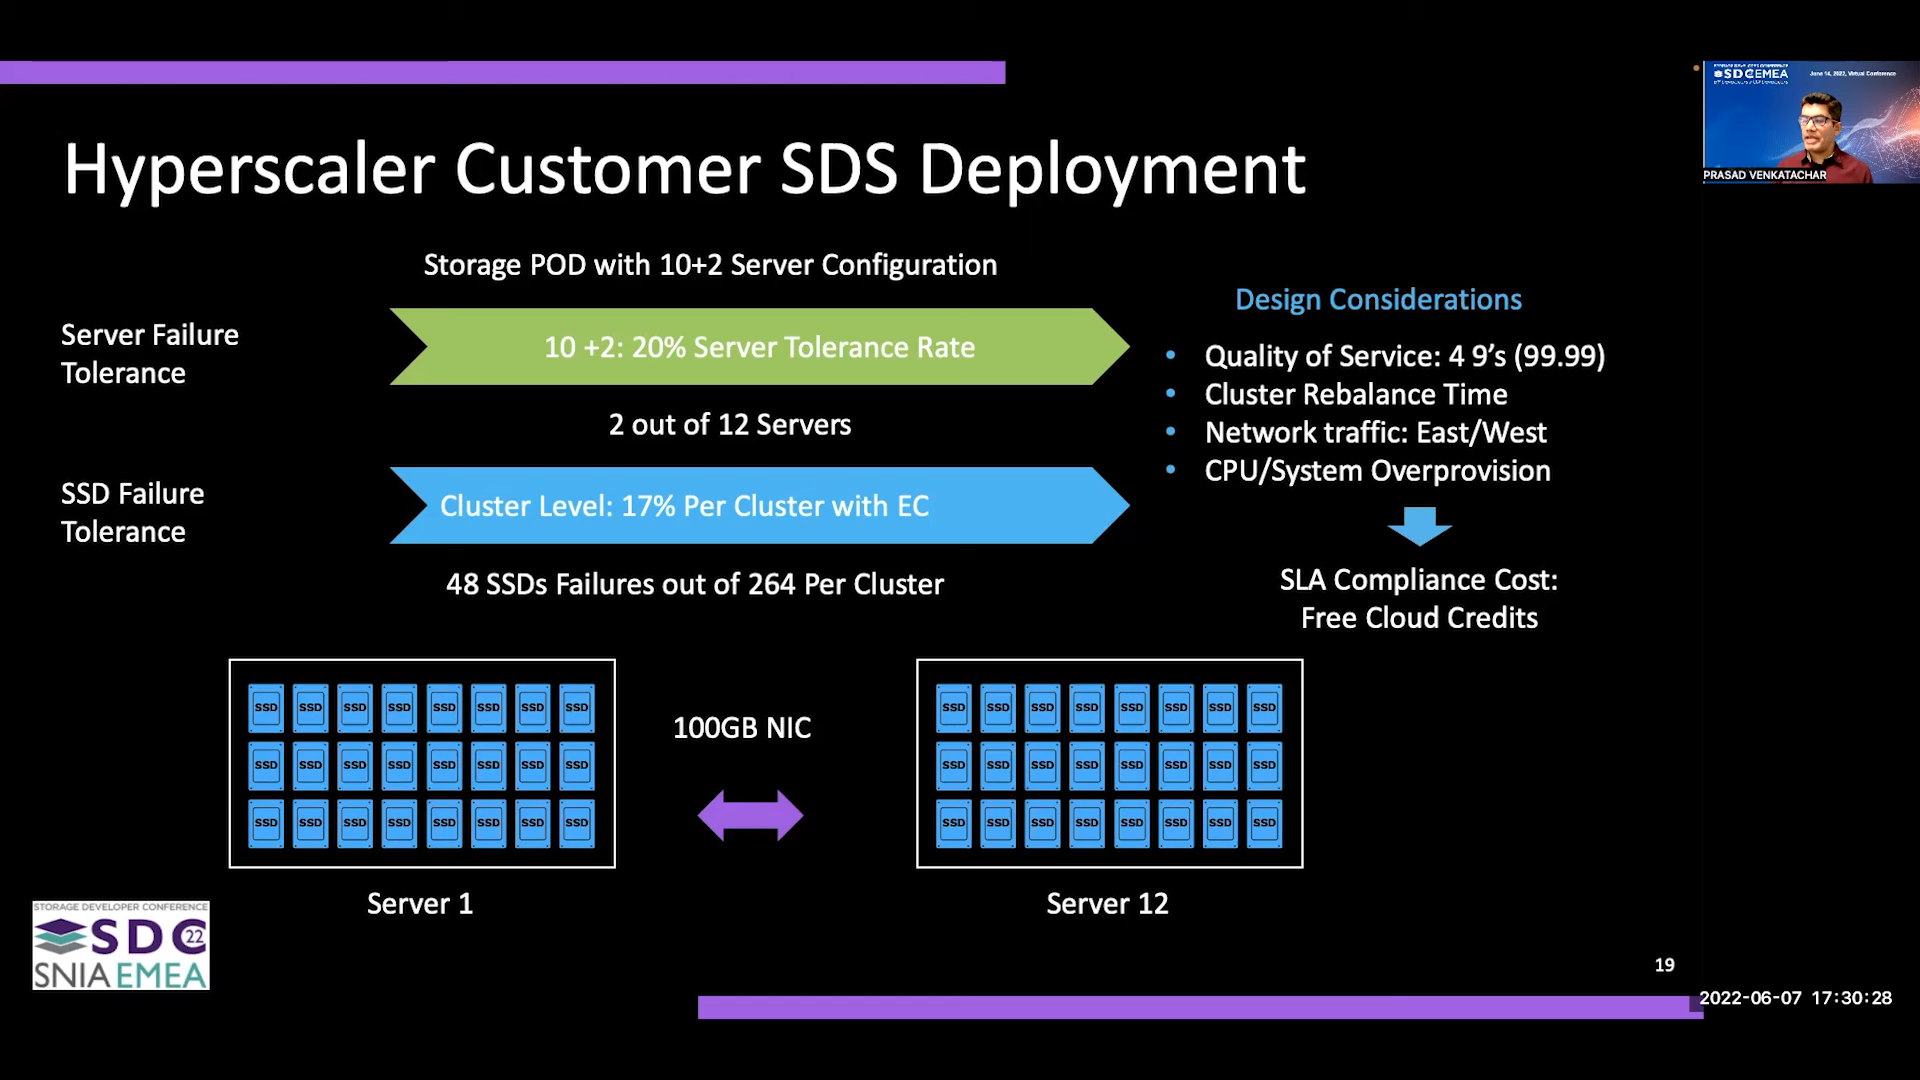 SDC EMEA
June 14, 2022, Virtual Conference
PRASAD VENKATACHAR
Hyperscaler Customer SDS Deployment
Storage POD with 10+2 Server Configuration
Server Failure
Tolerance
10 +2: 20% Server Tolerance Rate
2 out of 12 Servers
SSD Failure
Tolerance
Cluster Level: 17% Per Cluster with EC
48 SSDs Failures out of 264 Per Cluster
Design Considerations
• Quality of Service: 4 9’s (99.99)
• Cluster Rebalance Time
• Network traffic: East/West
• CPU/System Overprovision
SLA Compliance Cost:
Free Cloud Credits
SSD SSD SSD SSD SSD SSD SSD SSD
SSD SSD SSD SSD SSD SSD SSD SSD
SSD SSD SSD SSD SSD SSD SSD SSD
Server 1
100GB NIC
SSD SSD SSD SSD SSD SSD SSD SSD
SSD SSD SSD SSD SSD SSD SSD SSD
SSD SSD SSD SSD SSD SSD SSD SSD
Server 12
STORAGE DEVELOPER CONFERENCE
SDC 22
SNIA EMEA
19
2022-06-07 17:30:28